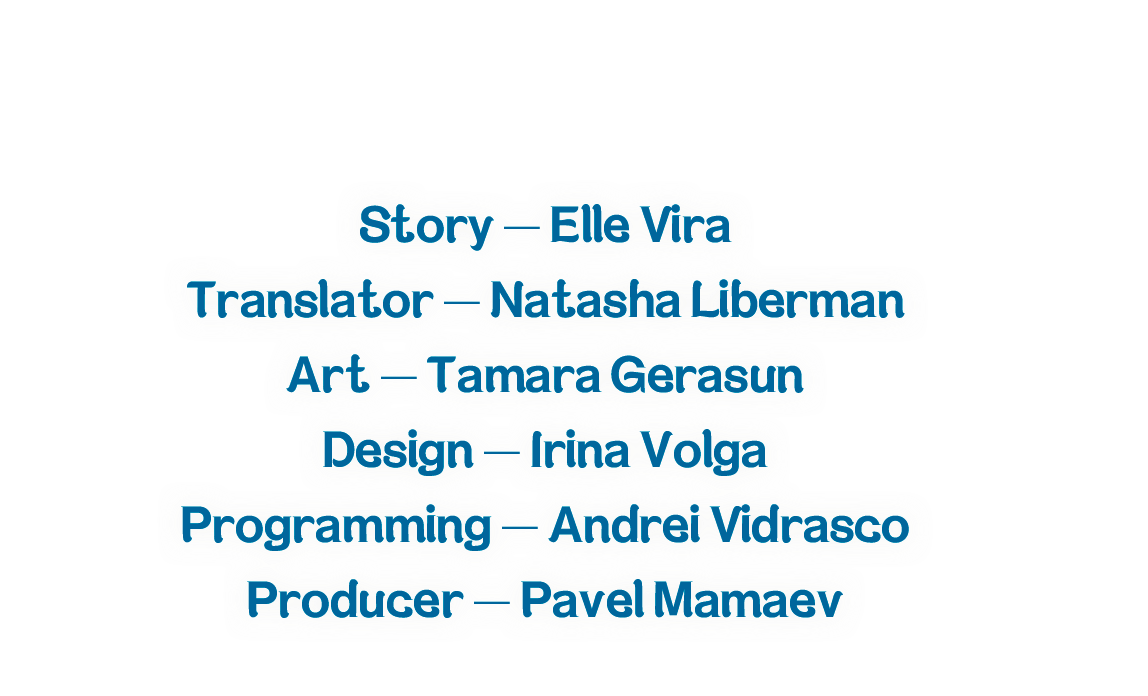 Story — Elle Vira
Translator — Natasha Liberman
Art — Tamara Gerasun
Design — Irina Volga
Programming — Andrei Vidrasco
Producer — Pavel Mamaev